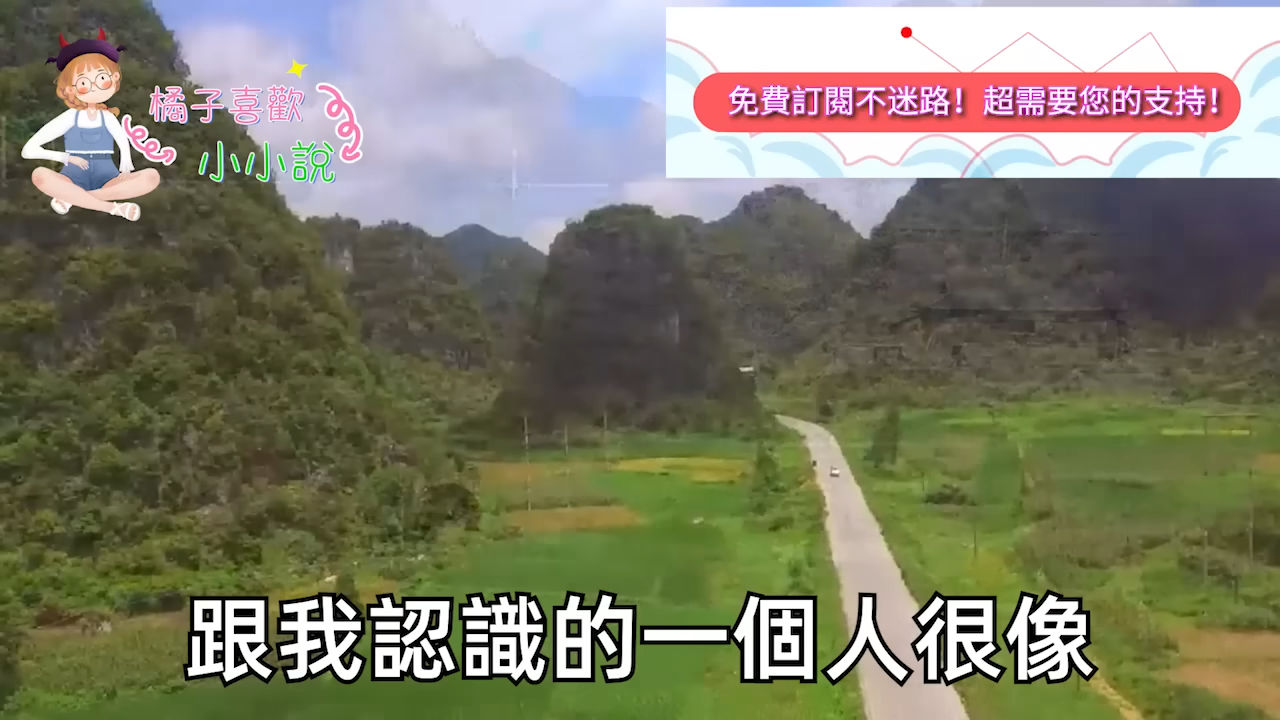 橘子喜歡
小小說
免費訂閱不迷路！超需要您的支持！
跟我認識的一個人很像